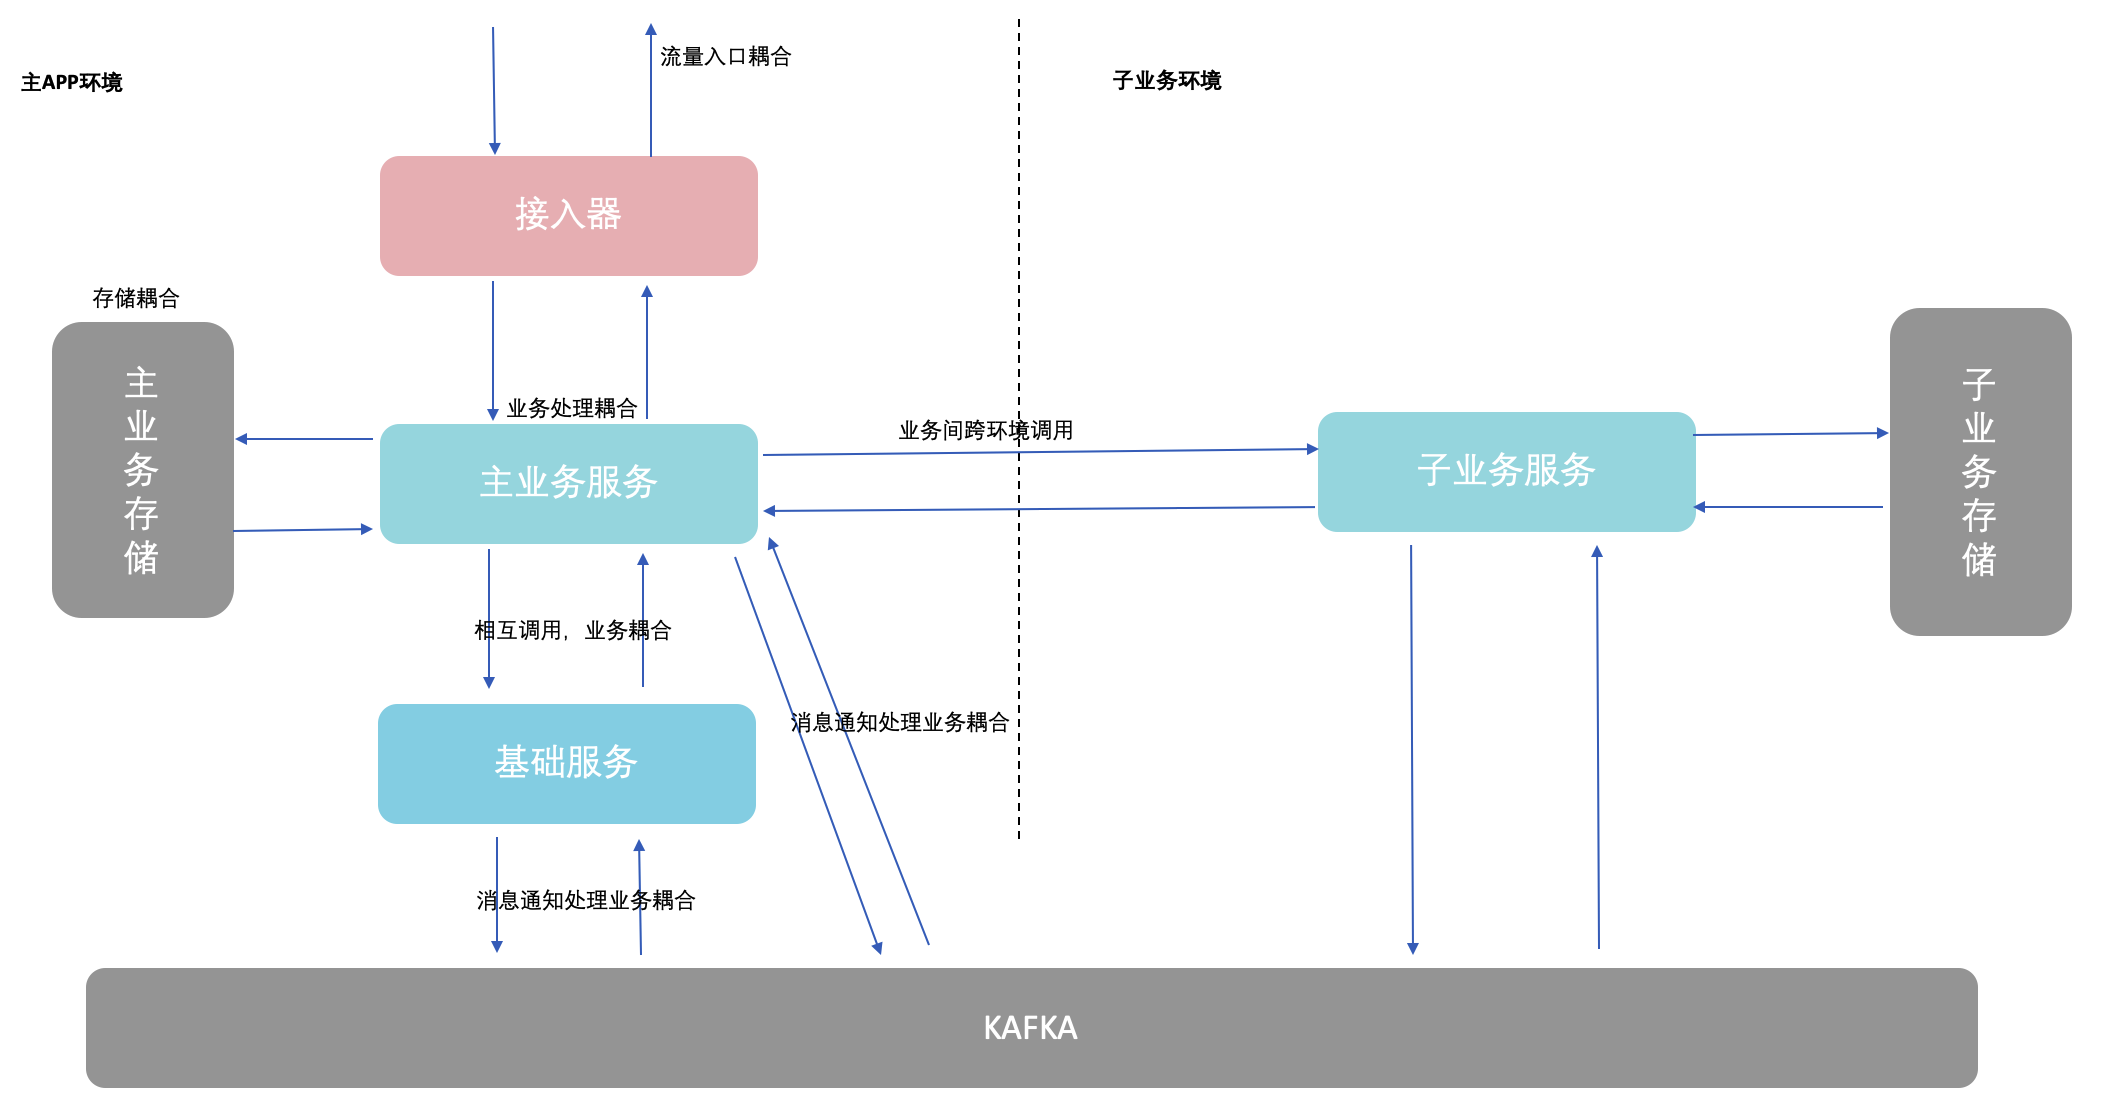 流量入口耦合
主APP环境
子业务环境
接入器
存储耦合
主业务存储
业务处理耦合
业务间跨环境调用
主业务服务
子业务服务
子业务存储
相互调用，业务耦合
消息通知处理业务耦合
基础服务
消息通知处理业务耦合
KAFKA